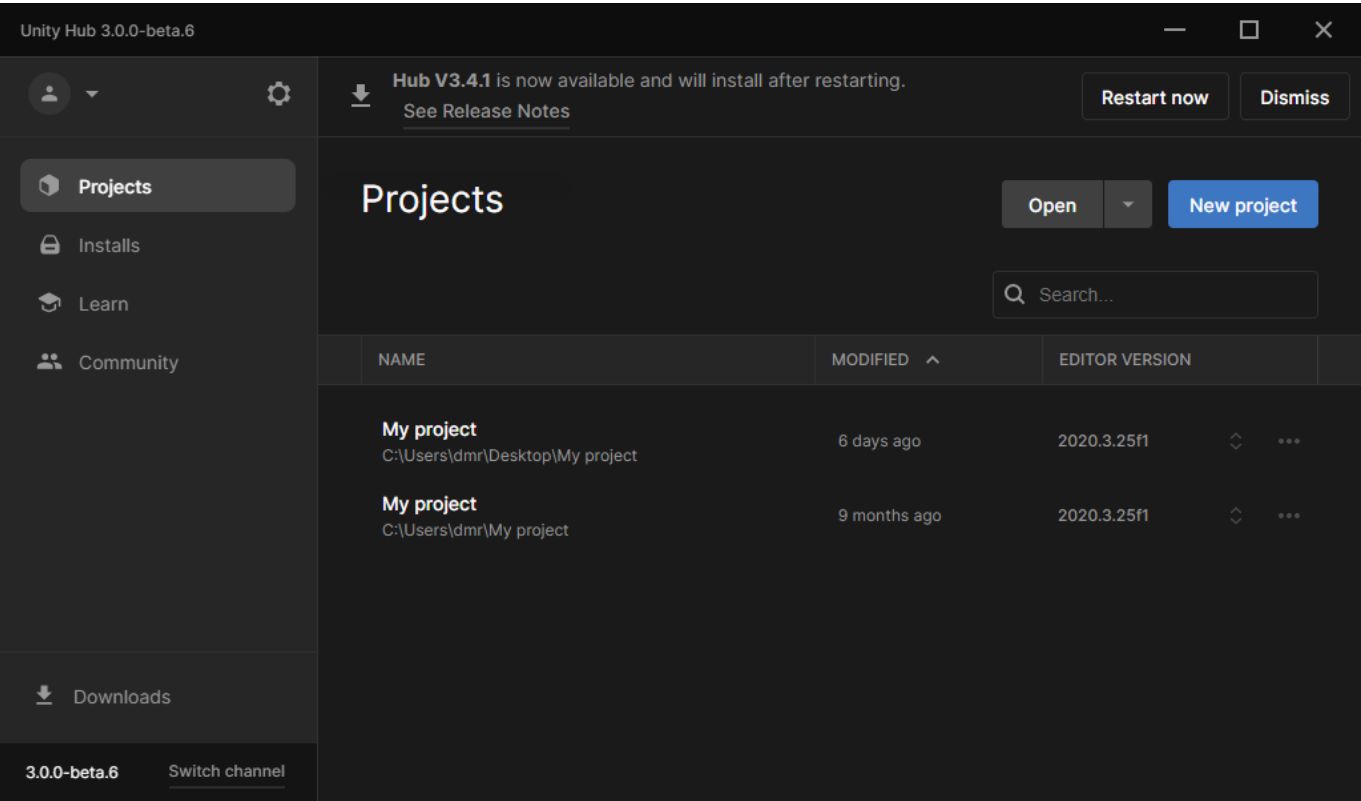 Unity Hub 3.0.0-beta.6
Hub V3.4.1 is now available and will install after restarting.
See Release Notes
Restart now
Dismiss
Projects
Installs
Learn
Community
Downloads
3.0.0-beta.6
Switch channel
Projects
Open
New project
Search...
NAME
MODIFIED
EDITOR VERSION
My project
C:\Users\dmr\Desktop\My project
6 days ago
2020.3.25f1
My project
C:\Users\dmr\My project
9 months ago
2020.3.25f1